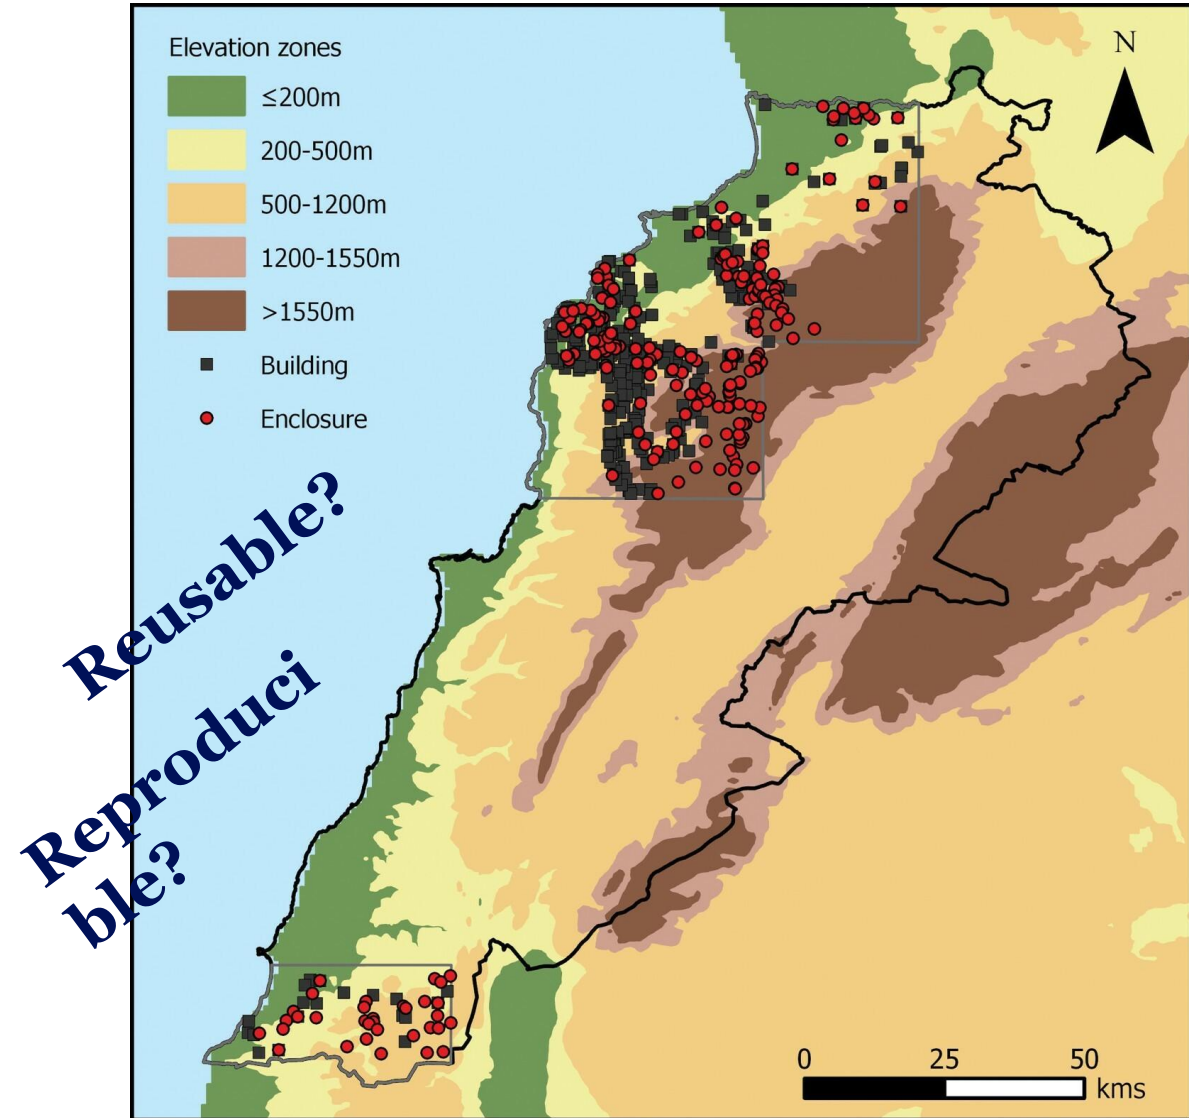 Elevation zones
≤200m
200-500m
500-1200m
1200-1550m
>1550m
Building
Enclosure
N
Reusable?
Reproduci
ble?
0 25 50
kms